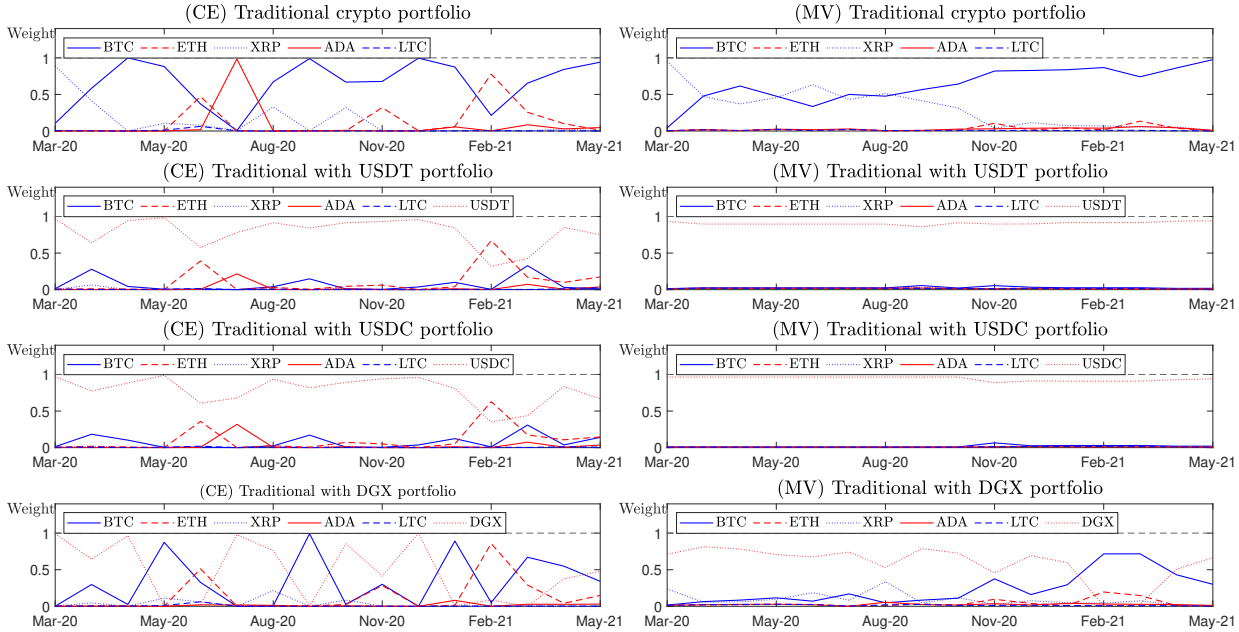 (CE) Traditional crypto portfolio
Weight
BTC ETH XRP ADA LTC
1
0.5
0
Mar-20 May-20 Aug-20 Nov-20 Feb-21 May-21
(MV) Traditional crypto portfolio
Weight
BTC ETH XRP ADA LTC
1
0.5
0
Mar-20 May-20 Aug-20 Nov-20 Feb-21 May-21
(CE) Traditional with USDT portfolio
Weight
BTC ETH XRP ADA LTC USDT
1
0.5
0
Mar-20 May-20 Aug-20 Nov-20 Feb-21 May-21
(MV) Traditional with USDT portfolio
Weight
BTC ETH XRP ADA LTC USDT
1
0.5
0
Mar-20 May-20 Aug-20 Nov-20 Feb-21 May-21
(CE) Traditional with USDC portfolio
Weight
BTC ETH XRP ADA LTC USDC
1
0.5
0
Mar-20 May-20 Aug-20 Nov-20 Feb-21 May-21
(MV) Traditional with USDC portfolio
Weight
BTC ETH XRP ADA LTC USDC
1
0.5
0
Mar-20 May-20 Aug-20 Nov-20 Feb-21 May-21
(CE) Traditional with DGX portfolio
Weight
BTC ETH XRP ADA LTC DGX
1
0.5
0
Mar-20 May-20 Aug-20 Nov-20 Feb-21 May-21
(MV) Traditional with DGX portfolio
Weight
BTC ETH XRP ADA LTC DGX
1
0.5
0
Mar-20 May-20 Aug-20 Nov-20 Feb-21 May-21